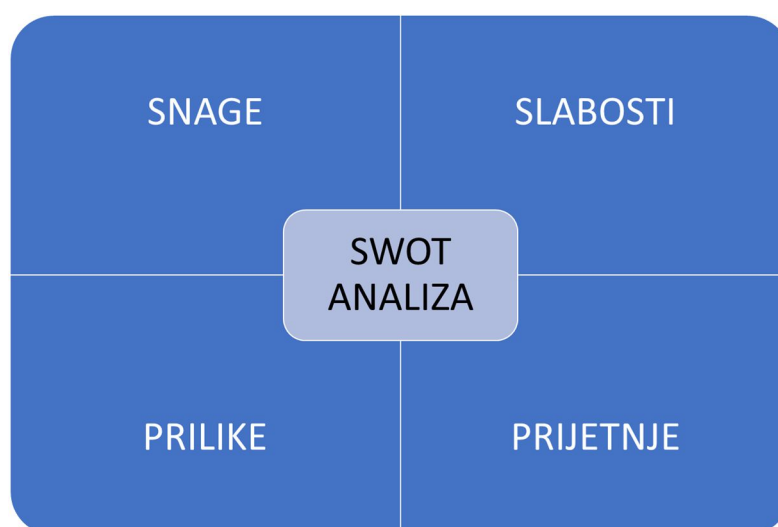 SNAGE
SLABOSTI
SWOT
ANALIZA
PRILIKE
PRIJETNJE